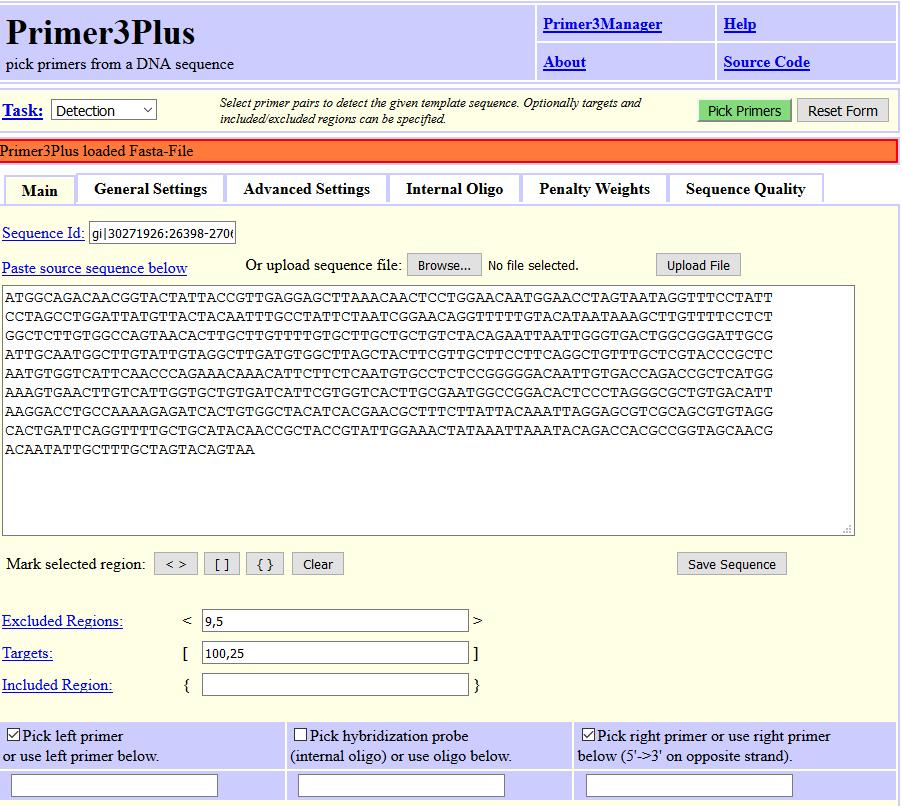 Primer3Plus
pick primers from a DNA sequence
Primer3Manager Help
About Source Code
Task: Detection
Select primer pairs to detect the given template sequence. Optionally targets and
included/excluded regions can be specified.
Pick Primers Reset Form
Primer3Plus loaded Fasta-File
Main General Settings Advanced Settings Internal Oligo Penalty Weights Sequence Quality
Sequence Id: gi|30271926:26398-270
Paste source sequence below Or upload sequence file: Browse... No file selected. Upload File
ATGGCAGACAACGGTACTATTACCGTTGAGGAGCTTAAACAACTCCTGGAACAATGGAACCTAGTAATAGGTTTCCTATT
CCTAGCCTGGATTATGTTACTACAATTTGCCTATTCTAATCGGAACAGGTTTTTGTACATAATAAAGCTTGTTTTCCTCT
GGCTCTTGTGGCCAGTAACACTTGCTTGTTTTGTGCTTGCTGCTGTCTACAGAATTAATTGGGTGACTGGCGGGATTGCG
ATTGCAATGGCTTGTATTGTAGGCTTGATGTGGCTTAGCTACTTCGTTGCTTCCTTCAGGCTGTTTGCTCGTACCCGCTC
AATGTGGTCATTCAACCCAGAAACAAACATTCTTCTCAATGTGCCTCTCCGGGGGACAATTGTGACCAGACCGCTCATGG
AAAGTGAACTTGTCATTGGTGCTGTGATCATTCGTGGTCACTTGCGAATGGCCGGACACTCCCTAGGGCGCTGTGACATT
AAGGACCTGCCAAAAGAGATCACTGTGGCTACATCACGAACGCTTTCTTATTACAAATTAGGAGCGTCGCAGCGTGTAGG
CACTGATTCAGGTTTTGCTGCATACAACCGCTACCGTATTGGAAACTATAAATTAAATACAGACCACGCCGGTAGCAACG
ACAATATTGCTTTGCTAGTACAGTAA
Mark selected region: < > [ ] { } Clear Save Sequence
Excluded Regions: < 9,5 >
Targets: [ 100,25 ]
Included Region: { }
Pick left primer
or use left primer below.
Pick hybridization probe
(internal oligo) or use oligo below.
Pick right primer or use right primer
below (5'->3' on opposite strand).